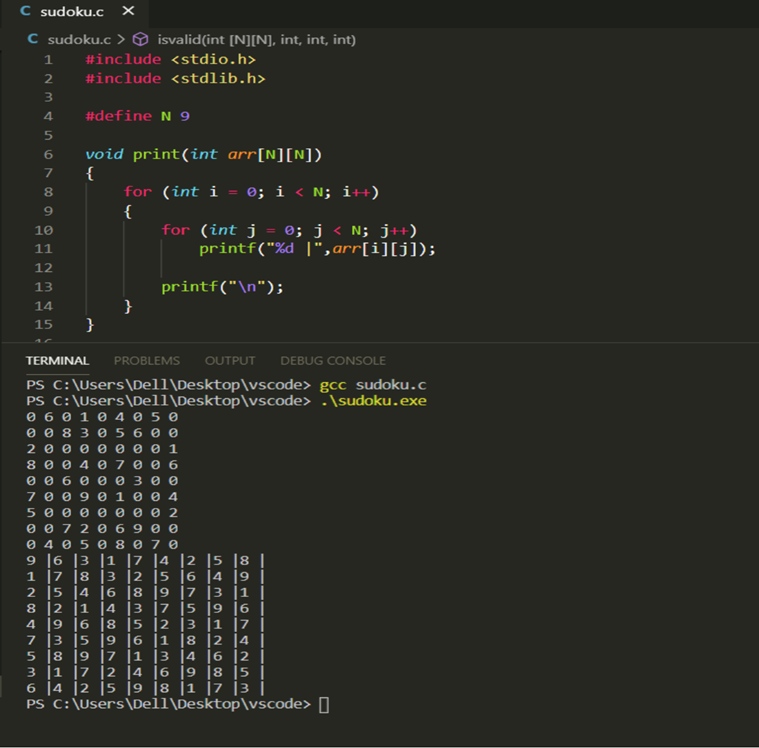 C sudoku.c ×
C sudoku.c > isvalid(int [N][N], int, int, int)
1 #include <stdio.h>
2 #include <stdlib.h>
3
4 #define N 9
5
6 void print(int arr[N][N])
7 {
8 for (int i = 0; i < N; i++)
9 {
10 for (int j = 0; j < N; j++)
11 printf("%d |",arr[i][j]);
12
13 printf("\n");
14 }
15 }
16
TERMINAL PROBLEMS OUTPUT DEBUG CONSOLE
PS C:\Users\Dell\Desktop\vscode> gcc sudoku.c
PS C:\Users\Dell\Desktop\vscode> .\sudoku.exe
0 6 0 1 0 4 0 5 0
0 0 8 3 0 5 6 0 0
2 0 0 0 0 0 0 0 1
8 0 0 4 0 7 0 0 6
0 0 6 0 0 0 3 0 0
7 0 0 9 0 1 0 0 4
5 0 0 0 0 0 0 0 2
0 0 7 2 0 6 9 0 0
0 4 0 5 0 8 0 7 0
9 |6 |3 |1 |7 |4 |2 |5 |8 |
1 |7 |8 |3 |2 |5 |6 |4 |9 |
2 |5 |4 |6 |8 |9 |7 |3 |1 |
8 |2 |1 |4 |3 |7 |5 |9 |6 |
4 |9 |6 |8 |5 |2 |3 |1 |7 |
7 |3 |5 |9 |6 |1 |8 |2 |4 |
5 |8 |9 |7 |1 |3 |4 |6 |2 |
3 |1 |7 |2 |4 |6 |9 |8 |5 |
6 |4 |2 |5 |9 |8 |1 |7 |3 |
PS C:\Users\Dell\Desktop\vscode>